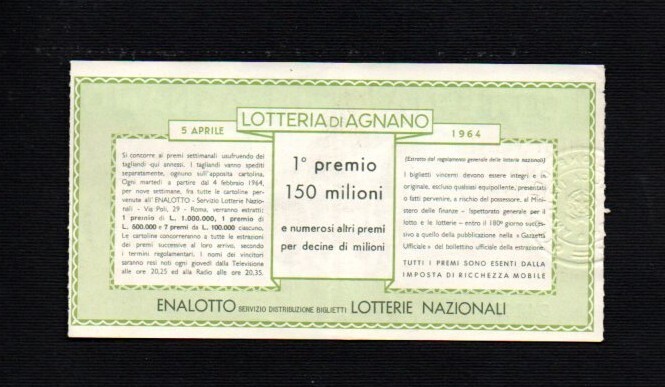 LOTTERIA DI AGNANO
5 APRILE
1964
Si concorre ai premi settimanali usufruendo dei
tagliandi qui annessi. I tagliandi vanno spediti
separatamente, ognuno sull'apposita cartolina.
Ogni martedì a partire dal 4 febbraio 1964,
per nove settimane, fra tutte le cartoline per-
venute all'ENALOTTO - Servizio Lotterie Nazio-
nali - Via Poli, 29 - Roma, verranno estratti:
1 premio di L. 1.000.000, 1 premio di
L. 500.000 e 7 premi da L. 100.000 ciascuno.
Le cartoline concorreranno a tutte le estrazioni
dei premi successive al loro arrivo, secondo
i termini regolamentari. I nomi dei vincitori
saranno resi noti ogni giovedì dalla Televisione
alle ore 20,25 ed alla Radio alle ore 20,35.
1° premio
150 milioni
e numerosi altri premi
per decine di milioni
(Estratto dal regolamento generale delle lotterie nazionali)
I biglietti vincenti devono essere integri e in
originale, escluso qualsiasi equipollente, presentati
o fatti pervenire, a rischio del possessore, al Mini-
stero delle finanze - Ispettorato generale per il
lotto e le lotterie - entro il 180° giorno succes-
sivo a quello della pubblicazione nella « Gazzetta
Ufficiale » del bollettino ufficiale della estrazione.
TUTTI I PREMI SONO ESENTI DALLA
IMPOSTA DI RICCHEZZA MOBILE
ENALOTTO SERVIZIO DISTRIBUZIONE BIGLIETTI LOTTERIE NAZIONALI